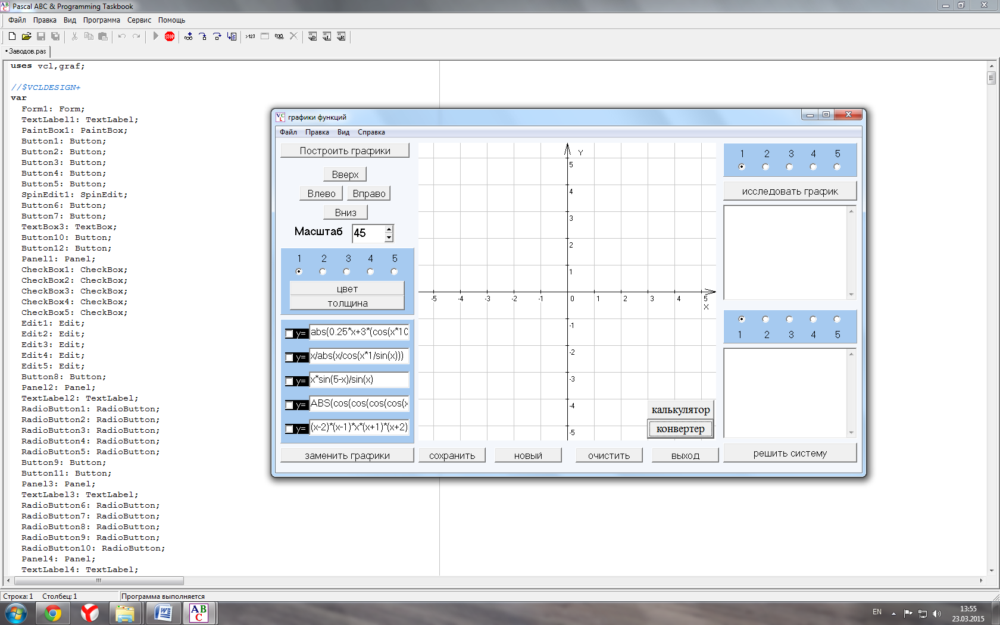 Pascal ABC & Programming Taskbook
Файл Правка Вид Программа Сервис Помощь
•Заводов.pas
uses vcl,graf;
//$VCLDESIGN+
var
Form1: Form;
TextLabel1: TextLabel;
PaintBox1: PaintBox;
Button1: Button;
Button2: Button;
Button3: Button;
Button4: Button;
Button5: Button;
SpinEdit1: SpinEdit;
Button6: Button;
Button7: Button;
TextBox3: TextBox;
Button10: Button;
Button12: Button;
Panel1: Panel;
CheckBox1: CheckBox;
CheckBox2: CheckBox;
CheckBox3: CheckBox;
CheckBox4: CheckBox;
CheckBox5: CheckBox;
Edit1: Edit;
Edit2: Edit;
Edit3: Edit;
Edit4: Edit;
Edit5: Edit;
Button8: Button;
Panel2: Panel;
TextLabel2: TextLabel;
RadioButton1: RadioButton;
RadioButton2: RadioButton;
RadioButton3: RadioButton;
RadioButton4: RadioButton;
RadioButton5: RadioButton;
Button9: Button;
Button11: Button;
Panel3: Panel;
TextLabel3: TextLabel;
RadioButton6: RadioButton;
RadioButton7: RadioButton;
RadioButton8: RadioButton;
RadioButton9: RadioButton;
RadioButton10: RadioButton;
Panel4: Panel;
TextLabel4: TextLabel;
графики функций
Файл Правка Вид Справка
Построить графики
Вверх
Влево Вправо
Вниз
Масштаб 45
1 2 3 4 5
цвет
толщина
y= abs(0.25*x+3*(cos(x*10
y= x/abs(x/cos(x*1/sin(x)))
y= x*sin(5-x)/sin(x)
y= ABS(cos(cos(cos(cos(x
y= (x-2)*(x-1)*x*(x+1)*(x+2)
заменить графики
Y
5
4
3
2
1
-5 -4 -3 -2 -1 0 1 2 3 4 5
X
-1
-2
-3
-4
-5
калькулятор
конвертер
сохранить новый очистить выход
1 2 3 4 5
исследовать график
1 2 3 4 5
решить систему
Строка: 1 Столбец: 1 Программа выполняется
ABC
EN
13:55
23.03.2015